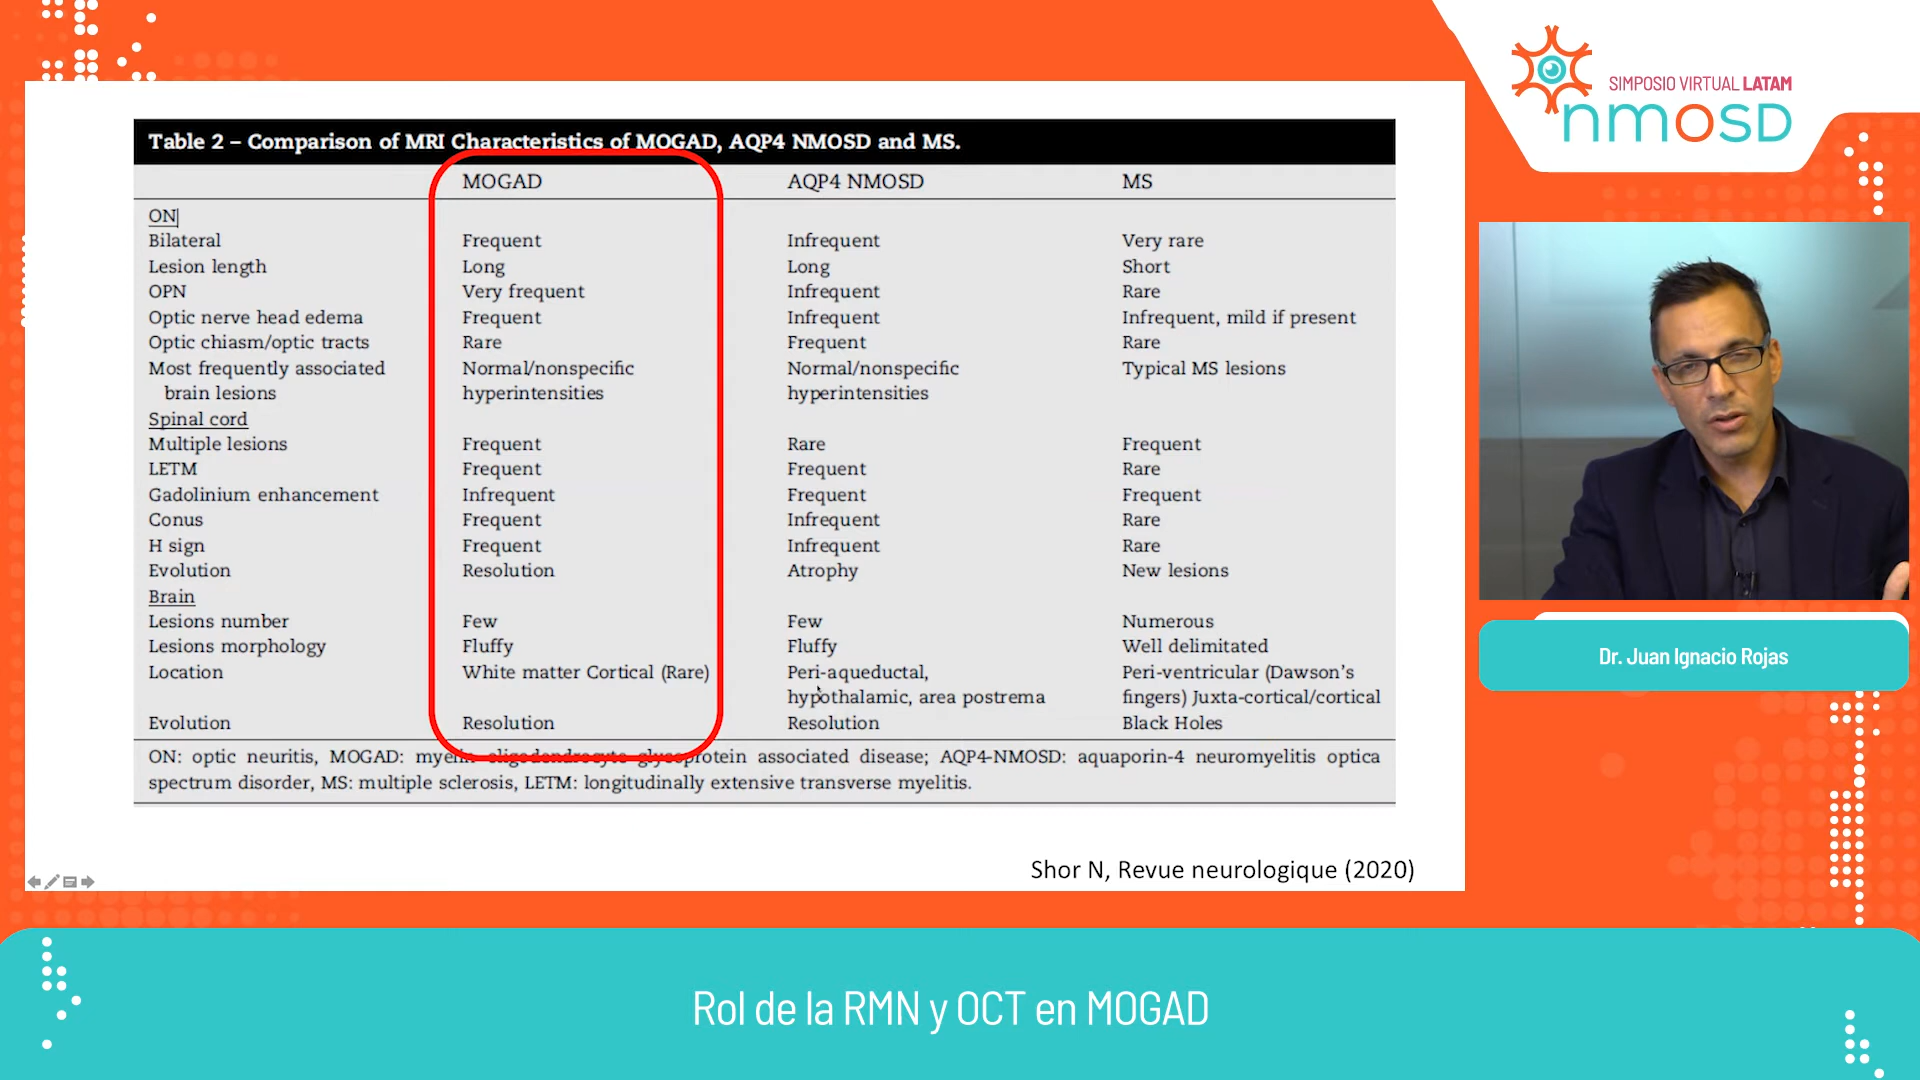 SIMPOSIO VIRTUAL LATAM
nmosd
Table 2 – Comparison of MRI Characteristics of MOGAD, AQP4 NMOSD and MS.
MOGAD AQP4 NMOSD MS
ON
Bilateral Frequent Infrequent Very rare
Lesion length Long Long Short
OPN Very frequent Infrequent Rare
Optic nerve head edema Frequent Infrequent Infrequent, mild if present
Optic chiasm/optic tracts Rare Frequent Rare
Most frequently associated Normal/nonspecific Normal/nonspecific Typical MS lesions
brain lesions hyperintensities hyperintensities
Spinal cord
Multiple lesions Frequent Rare Frequent
LETM Frequent Frequent Rare
Gadolinium enhancement Infrequent Frequent Frequent
Conus Frequent Infrequent Rare
H sign Frequent Infrequent Rare
Evolution Resolution Atrophy New lesions
Brain
Lesions number Few Few Numerous
Lesions morphology Fluffy Fluffy Well delimitated
Location White matter Cortical (Rare) Peri-aqueductal, Peri-ventricular (Dawson's
hypothalamic, area postrema fingers) Juxta-cortical/cortical
Evolution Resolution Resolution Black Holes
ON: optic neuritis, MOGAD: myelin oligodendrocyte glycoprotein associated disease; AQP4-NMOSD: aquaporin-4 neuromyelitis optica
spectrum disorder, MS: multiple sclerosis, LETM: longitudinally extensive transverse myelitis.
Shor N, Revue neurologique (2020)
Dr. Juan Ignacio Rojas
Rol de la RMN y OCT en MOGAD